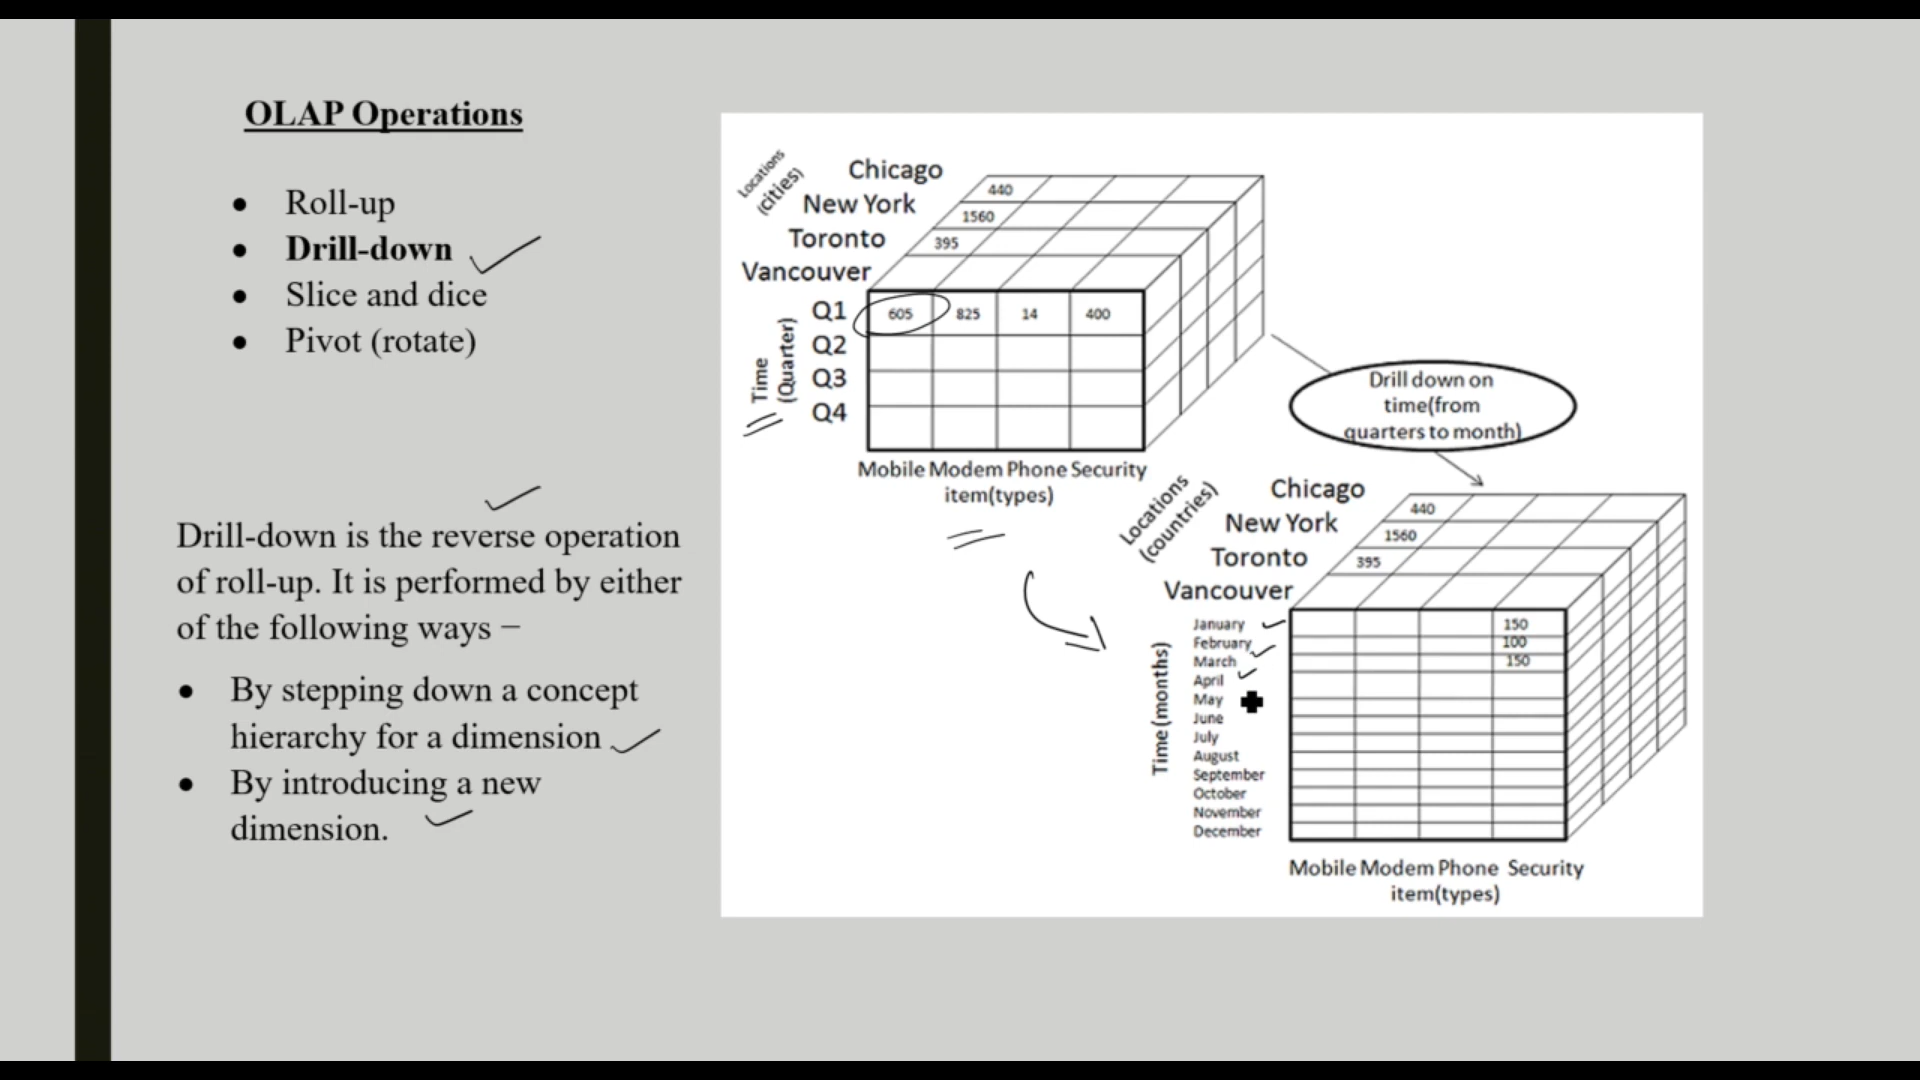 OLAP Operations
● Roll-up
● Drill-down
● Slice and dice
● Pivot (rotate)
Drill-down is the reverse operation
of roll-up. It is performed by either
of the following ways −
● By stepping down a concept
hierarchy for a dimension
● By introducing a new
dimension.
Locations
(cities)
Chicago
New York
Toronto
Vancouver
440
1560
395
Time
(Quarter)
Q1 605 825 14 400
Q2
Q3
Q4
Mobile Modem Phone Security
item(types)
Drill down on
time(from
quarters to month)
Locations
(countries)
Chicago
New York
Toronto
Vancouver
440
1560
395
Time(months)
January 150
February 100
March 150
April
May
June
July
August
September
October
November
December
Mobile Modem Phone Security
item(types)